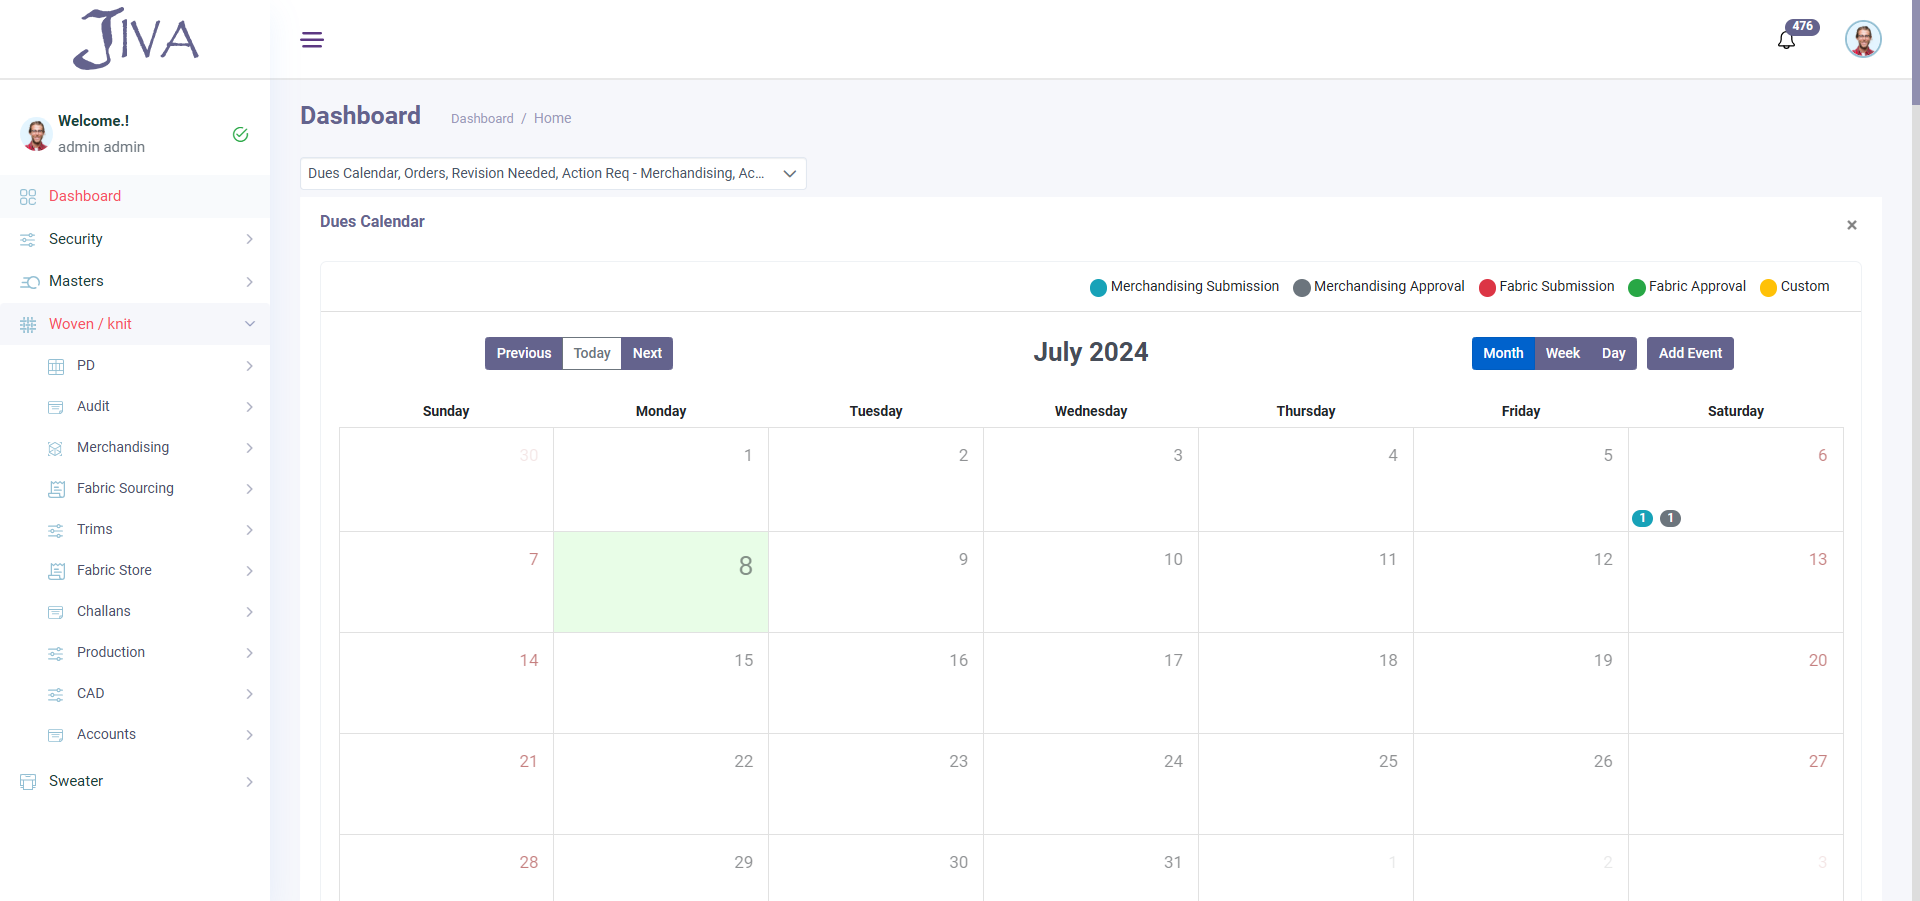 JIVA
476
Welcome.!
admin admin
Dashboard
Security
Masters
Woven / knit
PD
Audit
Merchandising
Fabric Sourcing
Trims
Fabric Store
Challans
Production
CAD
Accounts
Sweater
Dashboard
Dashboard / Home
Dues Calendar, Orders, Revision Needed, Action Req - Merchandising, Ac...
Dues Calendar
×
Merchandising Submission Merchandising Approval Fabric Submission Fabric Approval Custom
Previous Today Next
July 2024
Month Week Day Add Event
Sunday Monday Tuesday Wednesday Thursday Friday Saturday
30 1 2 3 4 5 6
1 1
7 8 9 10 11 12 13
14 15 16 17 18 19 20
21 22 23 24 25 26 27
28 29 30 31 1 2 3